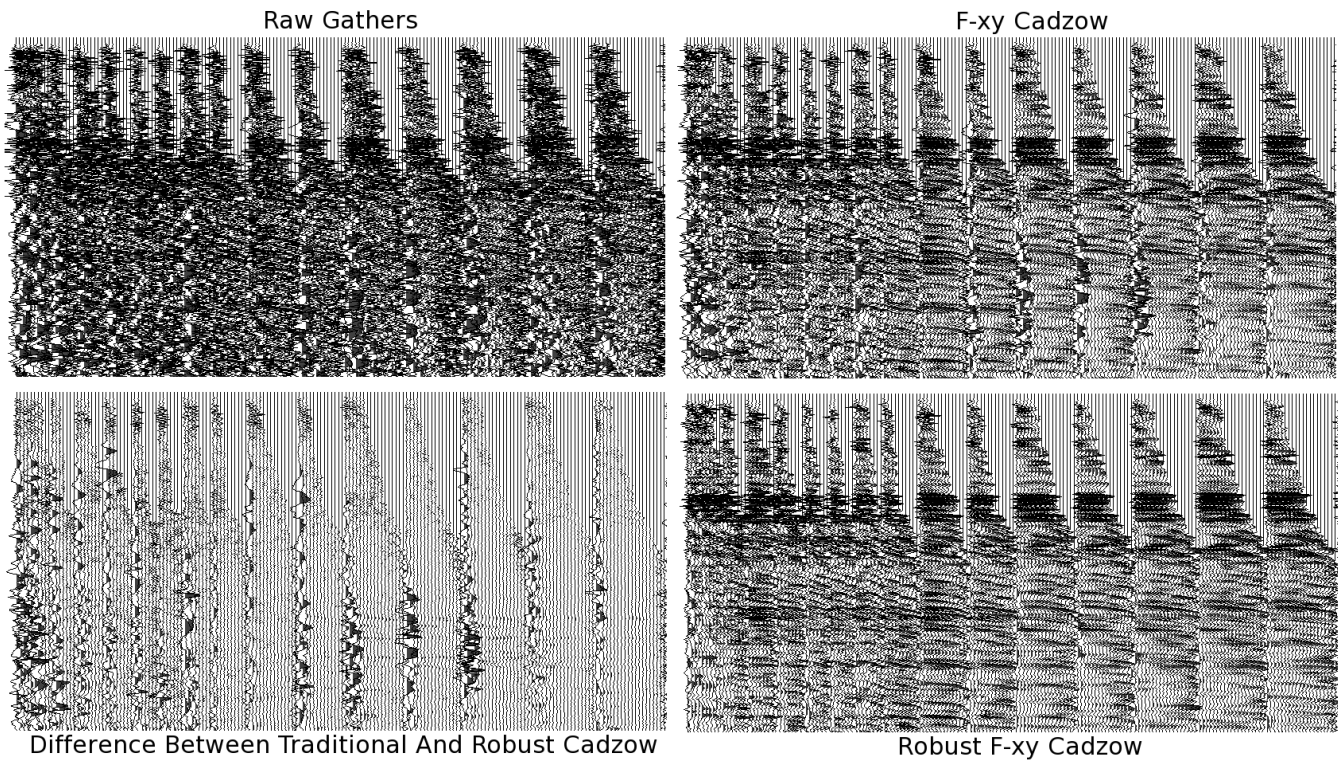 Raw Gathers
F-xy Cadzow
Difference Between Traditional And Robust Cadzow
Robust F-xy Cadzow